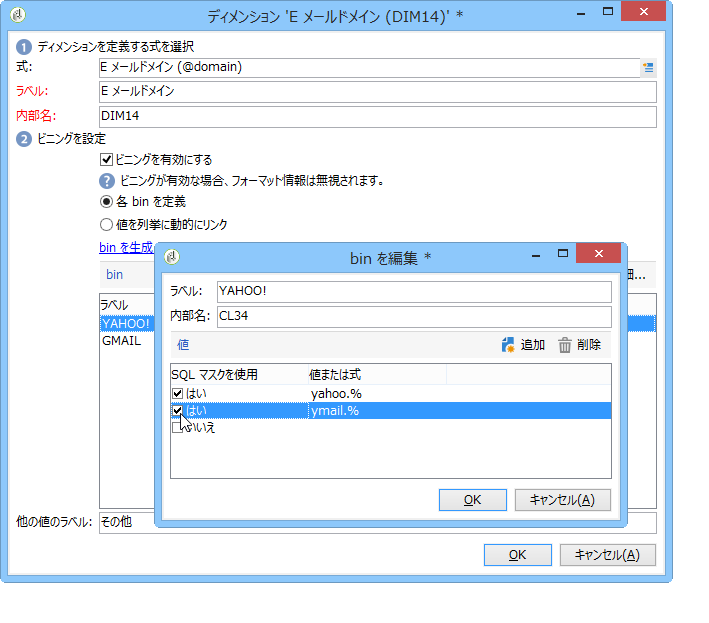 ディメンション 'E メールドメイン (DIM14)' *
1 ディメンションを定義する式を選択
式: E メールドメイン (@domain)
ラベル: E メールドメイン
内部名: DIM14
2 ビニングを設定
ビニングを有効にする
? ビニングが有効な場合、フォーマット情報は無視されます。
各 bin を定義
値を列挙に動的にリンク
bin を生成
bin
ラベル
YAHOO!
GMAIL
他の値のラベル: その他
OK キャンセル(A)
bin を編集 *
ラベル: YAHOO!
内部名: CL34
値 追加 削除
SQL マスクを使用 値または式
はい yahoo.%
はい ymail.%
いいえ
OK キャンセル(A)